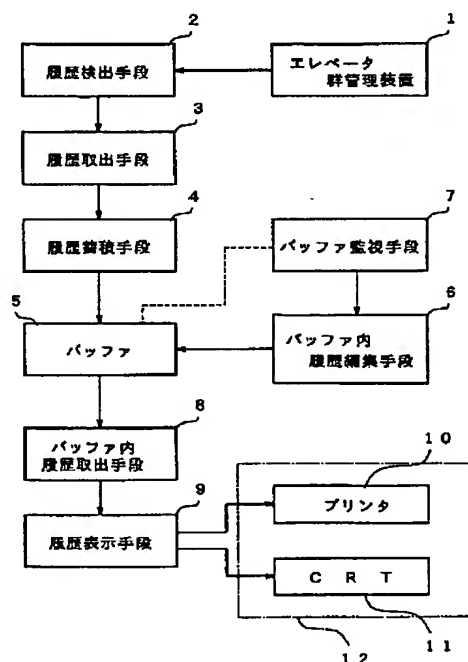 2
履歴検出手段
1
エレベータ
群管理装置
3
履歴取出手段
4
履歴蓄積手段
7
バッファ監視手段
5
バッファ
6
バッファ内
履歴編集手段
8
バッファ内
履歴取出手段
9
履歴表示手段
10
プリンタ
CRT
11
12